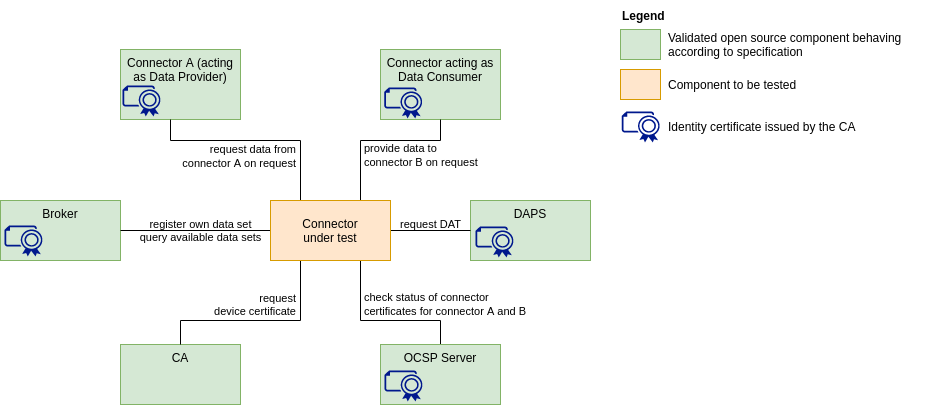 Legend
Validated open source component behaving
according to specification
Component to be tested
Identity certificate issued by the CA
Connector A (acting
as Data Provider)
Connector acting as
Data Consumer
request data from
connector A on request
provide data to
connector B on request
Broker
register own data set
query available data sets
Connector
under test
request DAT
DAPS
request
device certificate
check status of connector
certificates for connector A and B
CA
OCSP Server